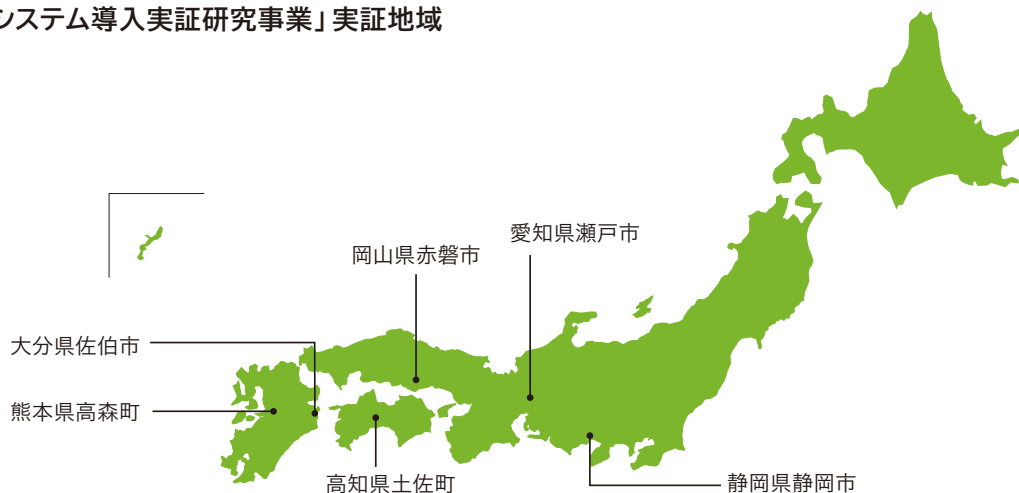 システム導入実証研究事業」実証地域
愛知県瀬戸市
岡山県赤磐市
大分県佐伯市
熊本県高森町
高知県土佐町
静岡県静岡市